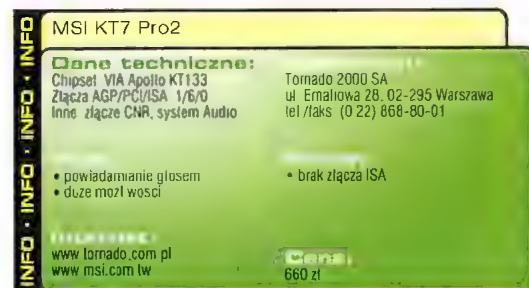 INFO • INFO • INFO • INFO
MSI KT7 Pro2
Dane techniczne:
Chipset VIA Apollo KT133
Złącza AGP/PCI/ISA 1/6/0
Inne złącze CNR, system Audio
Tornado 2000 SA
ul Emaliowa 28, 02-295 Warszawa
tel/faks (0 22) 868-80-01
• powiadamianie głosem
• duże możl wości
• brak złącza ISA
www tornado.com pl
www msi.com tw
Cena:
660 zł